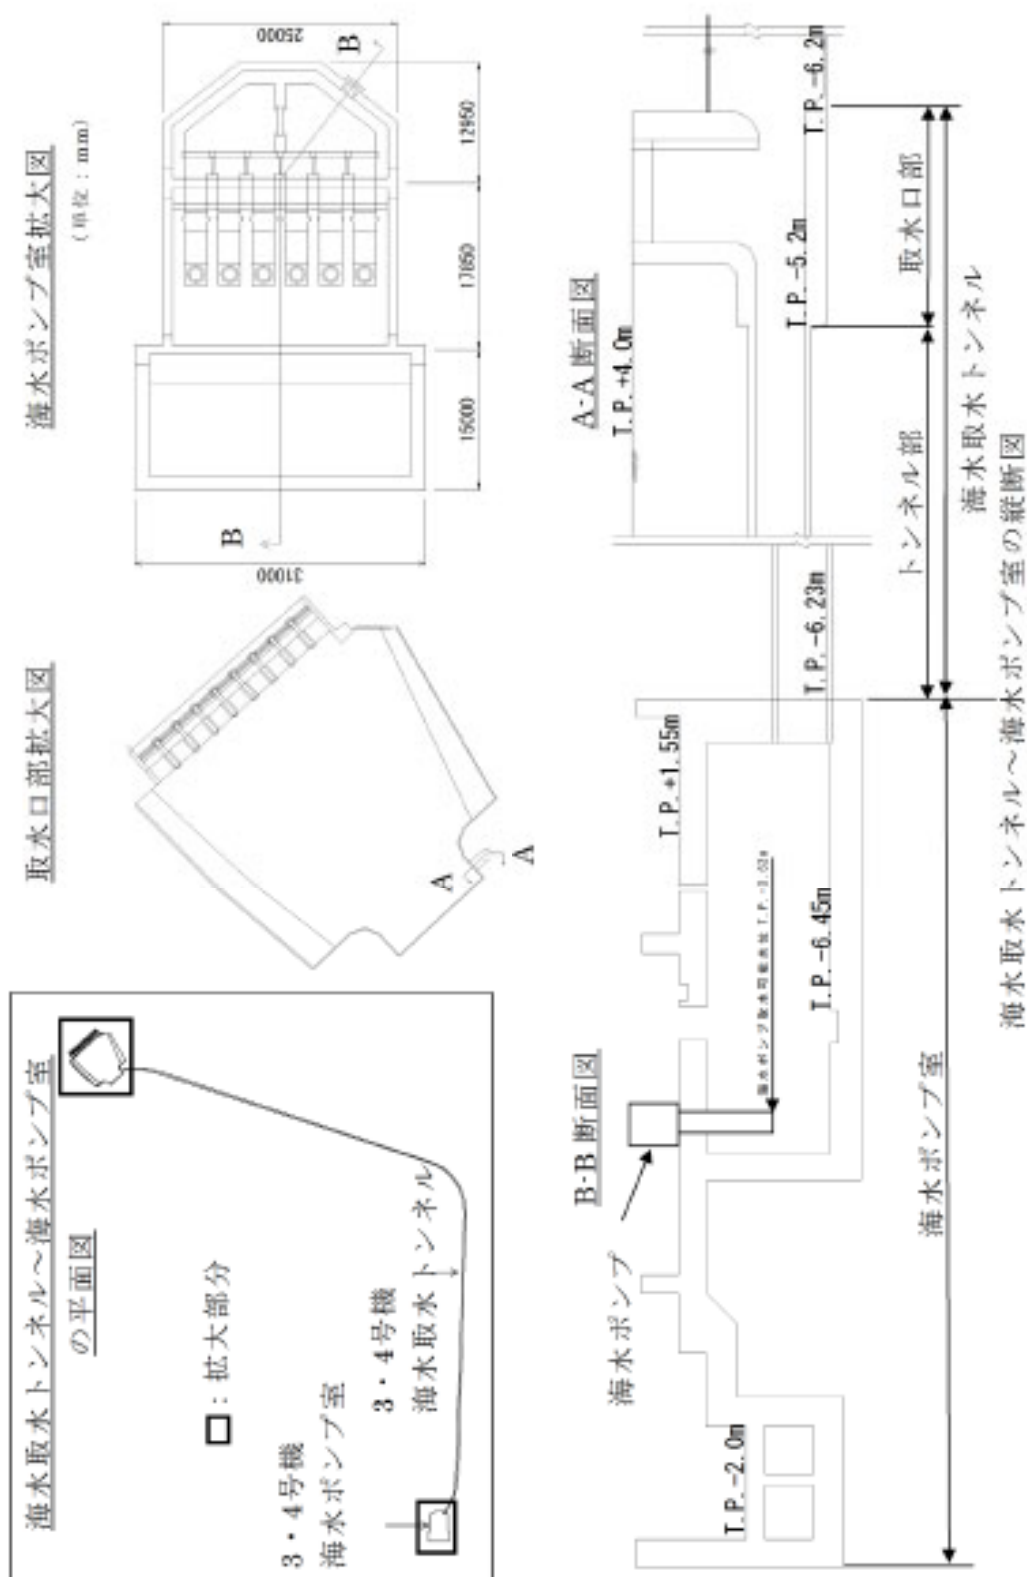 海水取水トンネル～海水ポンプ室
の平面図
□：拡大部分
3・4号機
海水ポンプ室
3・4号機
海水取水トンネル
取水口部拡大図
A
A
海水ポンプ室拡大図
(単位：mm)
B
B
31000
25000
15000
17850
12950
B-B 断面図
海水ポンプ
T.P.-2.0m
T.P.+1.55m
T.P.-6.45m
T.P.-6.23m
A-A 断面図
T.P.+4.0m
T.P.-5.2m
T.P.-6.2m
海水ポンプ室
トンネル部
取水口部
海水取水トンネル
海水取水トンネル～海水ポンプ室の縦断図